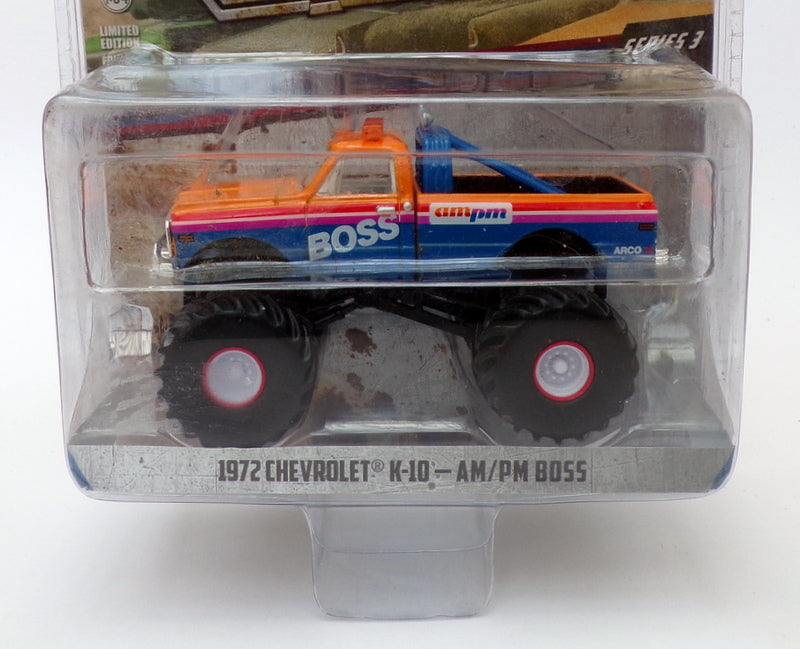 LIMITED
EDITION
SERIES 3
BOSS
ampm
ARCO
1972 CHEVROLET® K-10 – AM/PM BOSS